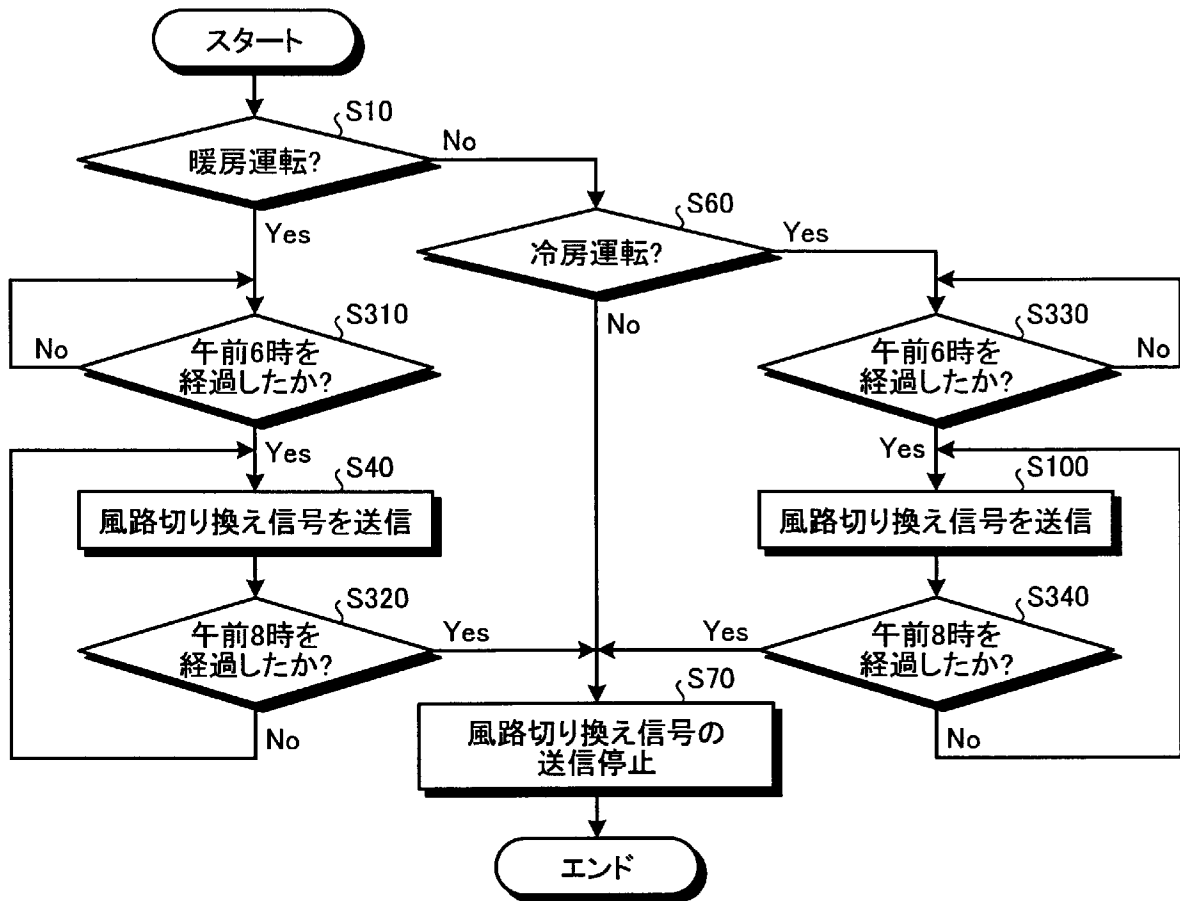 スタート
S10
暖房運転?
No
Yes
S60
冷房運転?
Yes
No
S310
午前6時を
経過したか?
No
Yes
S330
午前6時を
経過したか?
No
Yes
S40
風路切り換え信号を送信
S100
風路切り換え信号を送信
S320
午前8時を
経過したか?
Yes
No
S340
午前8時を
経過したか?
Yes
No
S70
風路切り換え信号の
送信停止
エンド